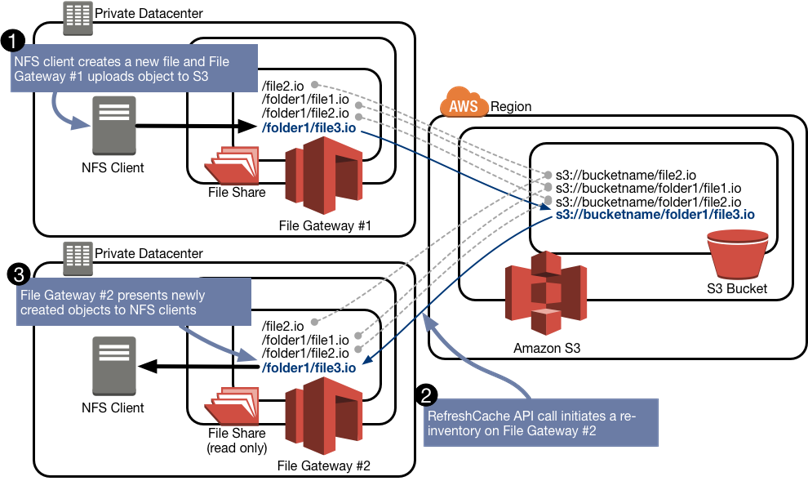 Private Datacenter
1
NFS client creates a new file and File
Gateway #1 uploads object to S3
/file2.io
/folder1/file1.io
/folder1/file2.io
/folder1/file3.io
NFS Client
File Share
File Gateway #1
AWS
Region
s3://bucketname/file2.io
s3://bucketname/folder1/file1.io
s3://bucketname/folder1/file2.io
s3://bucketname/folder1/file3.io
S3 Bucket
Amazon S3
Private Datacenter
3
File Gateway #2 presents newly
created objects to NFS clients
/file2.io
/folder1/file1.io
/folder1/file2.io
/folder1/file3.io
NFS Client
File Share
(read only)
File Gateway #2
2
RefreshCache API call initiates a re-
inventory on File Gateway #2